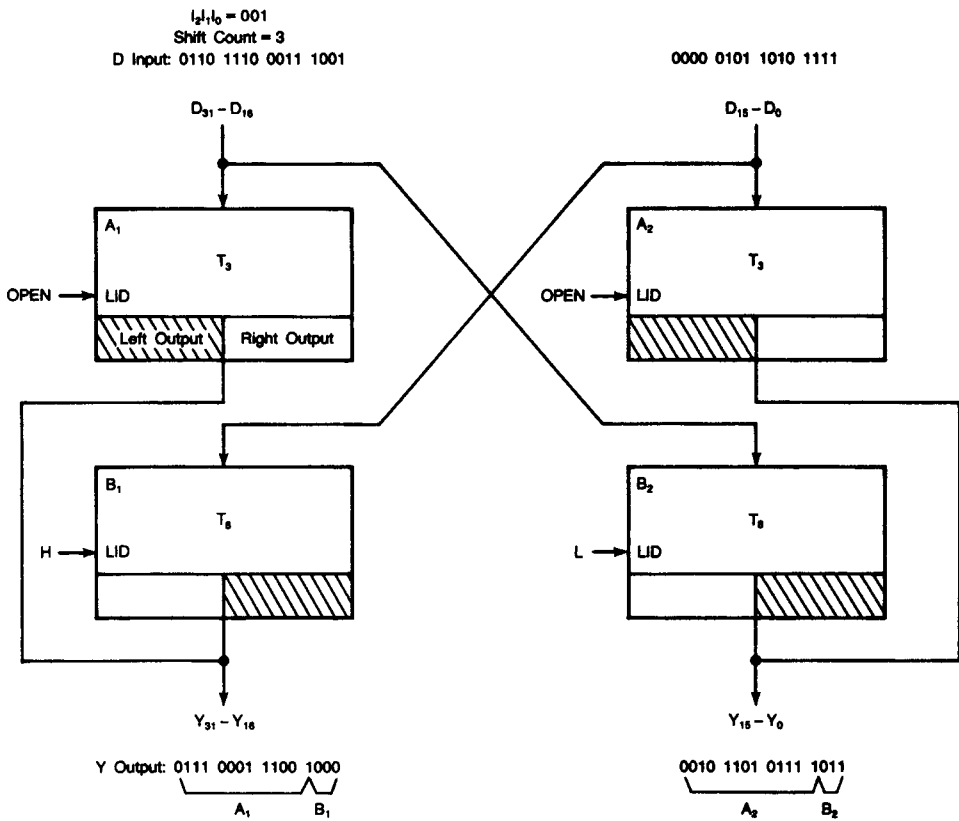 I₂I₁I₀ = 001
Shift Count = 3
D Input: 0110 1110 0011 1001
0000 0101 1010 1111
D₃₁ – D₁₆
D₁₅ – D₀
A₁
T₃
OPEN
LID
Left Output
Right Output
A₂
T₃
OPEN
LID
B₁
T₆
H
LID
B₂
T₈
L
LID
Y₃₁ – Y₁₆
Y₁₅ – Y₀
Y Output: 0111 0001 1100 1000
0010 1101 0111 1011
A₁
B₁
A₂
B₂